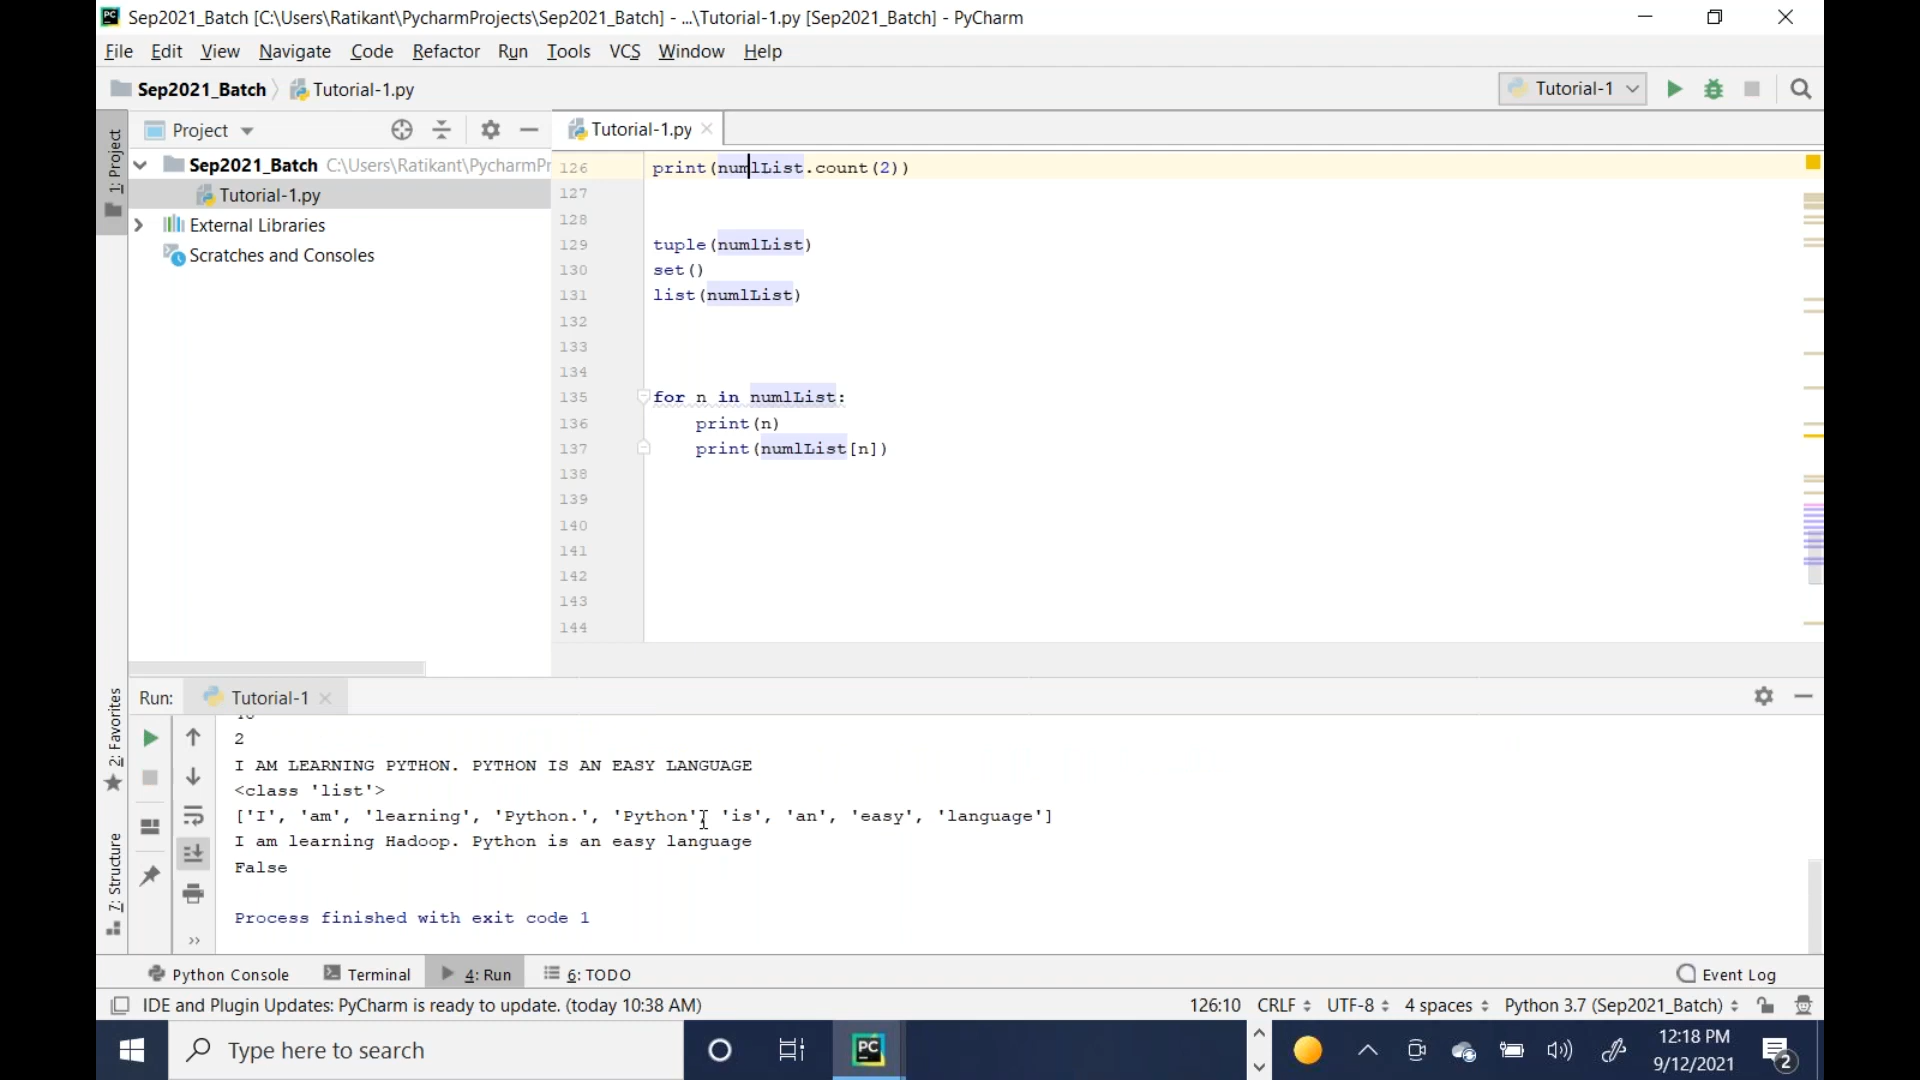 Sep2021_Batch [C:\Users\Ratikant\PycharmProjects\Sep2021_Batch] - ...\Tutorial-1.py [Sep2021_Batch] - PyCharm
File Edit View Navigate Code Refactor Run Tools VCS Window Help
Sep2021_Batch Tutorial-1.py Tutorial-1
1: Project
Project
Tutorial-1.py
Sep2021_Batch C:\Users\Ratikant\PycharmPr
Tutorial-1.py
External Libraries
Scratches and Consoles
126 print(numlList.count(2))
127
128
129 tuple(numlList)
130 set()
131 list(numlList)
132
133
134
135 for n in numlList:
136 print(n)
137 print(numlList[n])
138
139
140
141
142
143
144
2: Favorites
7: Structure
Run: Tutorial-1
2
I AM LEARNING PYTHON. PYTHON IS AN EASY LANGUAGE
<class 'list'>
['I', 'am', 'learning', 'Python.', 'Python', 'is', 'an', 'easy', 'language']
I am learning Hadoop. Python is an easy language
False
Process finished with exit code 1
Python Console Terminal 4: Run 6: TODO Event Log
IDE and Plugin Updates: PyCharm is ready to update. (today 10:38 AM) 126:10 CRLF UTF-8 4 spaces Python 3.7 (Sep2021_Batch)
Type here to search
PC
12:18 PM
9/12/2021
2